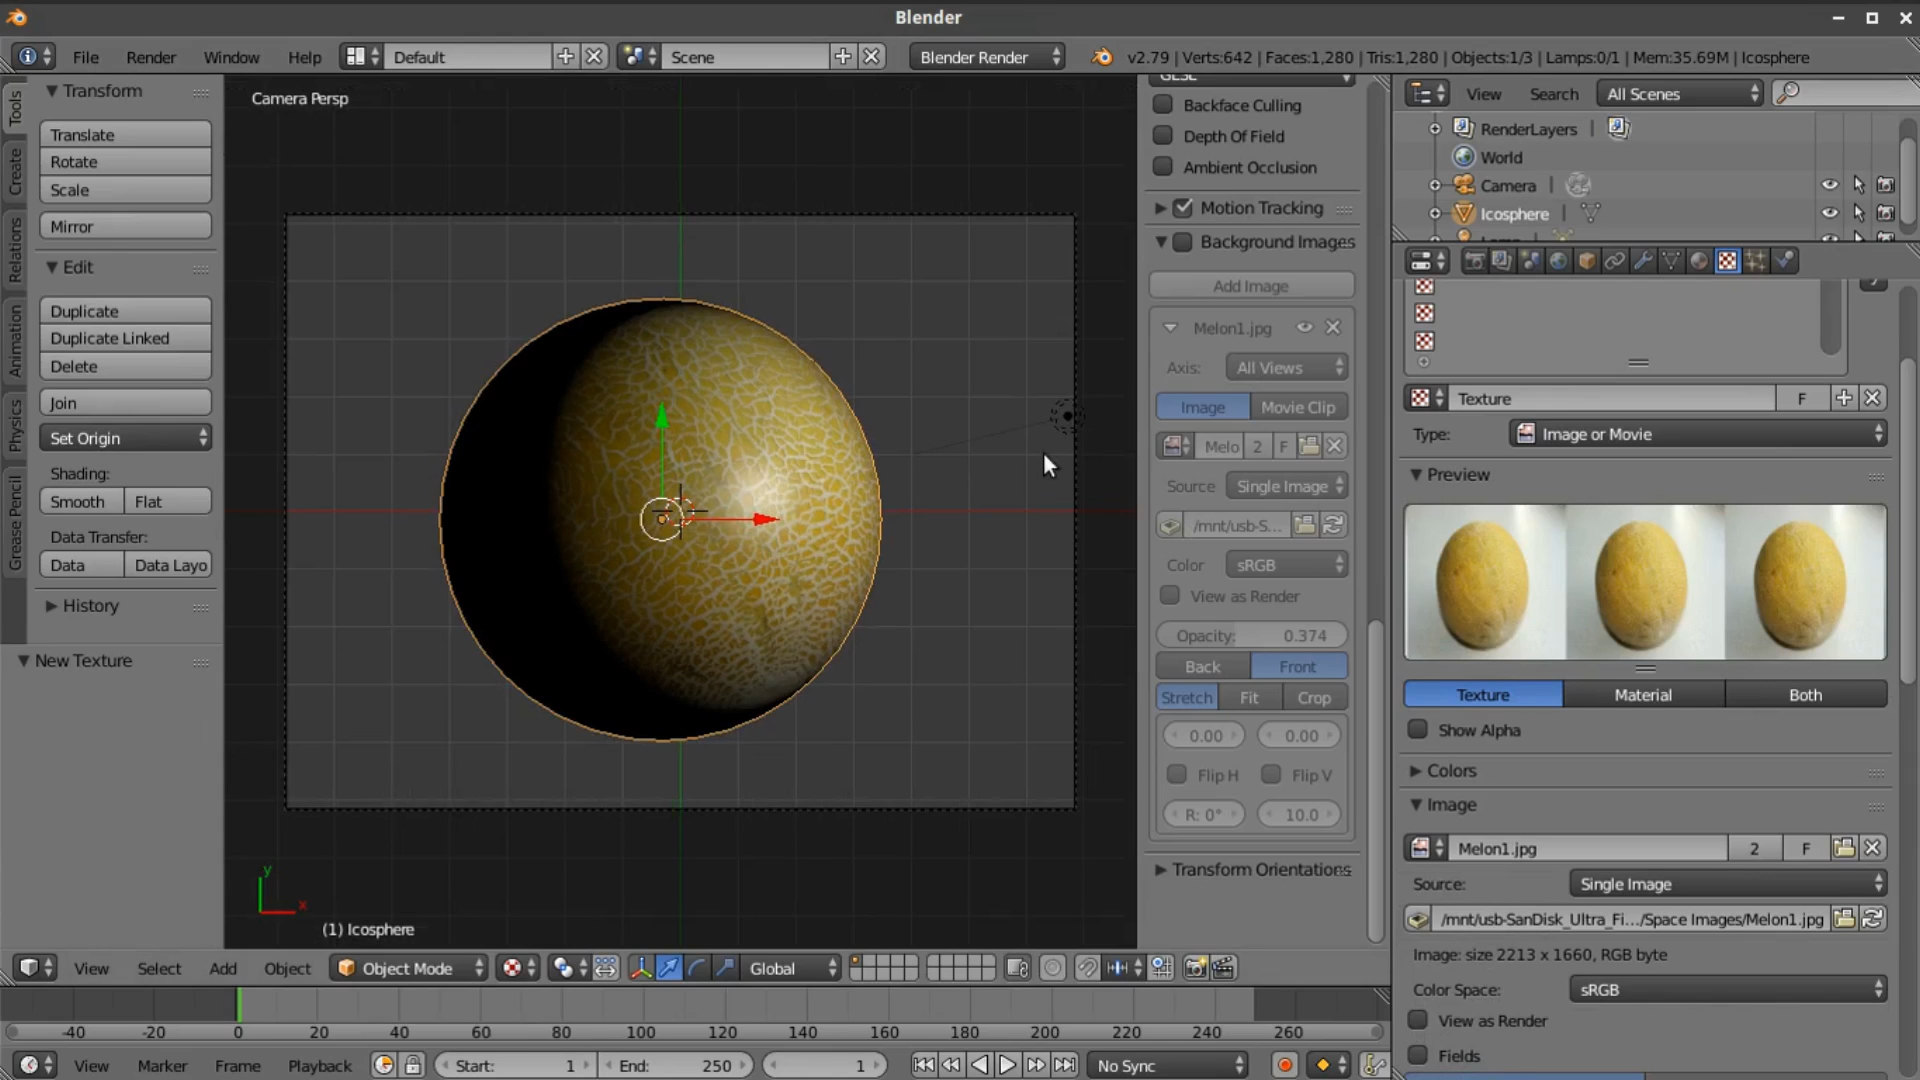 Blender
File Render Window Help Default Scene Blender Render v2.79 | Verts:642 | Faces:1,280 | Tris:1,280 | Objects:1/3 | Lamps:0/1 | Mem:35.69M | Icosphere
Tools
Create
Relations
Animation
Physics
Grease Pencil
Transform
Translate
Rotate
Scale
Mirror
Edit
Duplicate
Duplicate Linked
Delete
Join
Set Origin
Shading:
Smooth Flat
Data Transfer:
Data Data Layo
History
New Texture
Camera Persp
y
x
(1) Icosphere
GLSL
Backface Culling
Depth Of Field
Ambient Occlusion
Motion Tracking
Background Images
Add Image
Melon1.jpg
Axis: All Views
Image Movie Clip
Melo 2 F
Source Single Image
/mnt/usb-S...
Color sRGB
View as Render
Opacity: 0.374
Back Front
Stretch Fit Crop
0.00 0.00
Flip H Flip V
R: 0° 10.0
Transform Orientations
View Search All Scenes
RenderLayers |
World
Camera |
Icosphere |
Lamp
Texture F
Type: Image or Movie
Preview
Texture Material Both
Show Alpha
Colors
Image
Melon1.jpg 2 F
Source: Single Image
/mnt/usb-SanDisk_Ultra_Fi.../Space Images/Melon1.jpg
Image: size 2213 x 1660, RGB byte
Color Space: sRGB
View as Render
Fields
View Select Add Object Object Mode Global
-40 -20 0 20 40 60 80 100 120 140 160 180 200 220 240 260
View Marker Frame Playback Start: 1 End: 250 1 No Sync